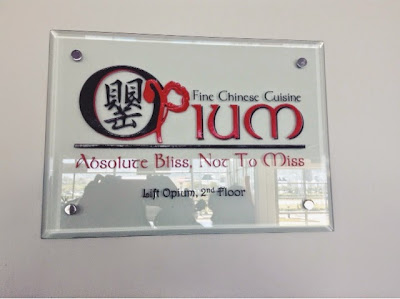 罌
Fine Chinese Cuisine
Opium
Absolute Bliss, Not To Miss
Lift Opium, 2nd Floor